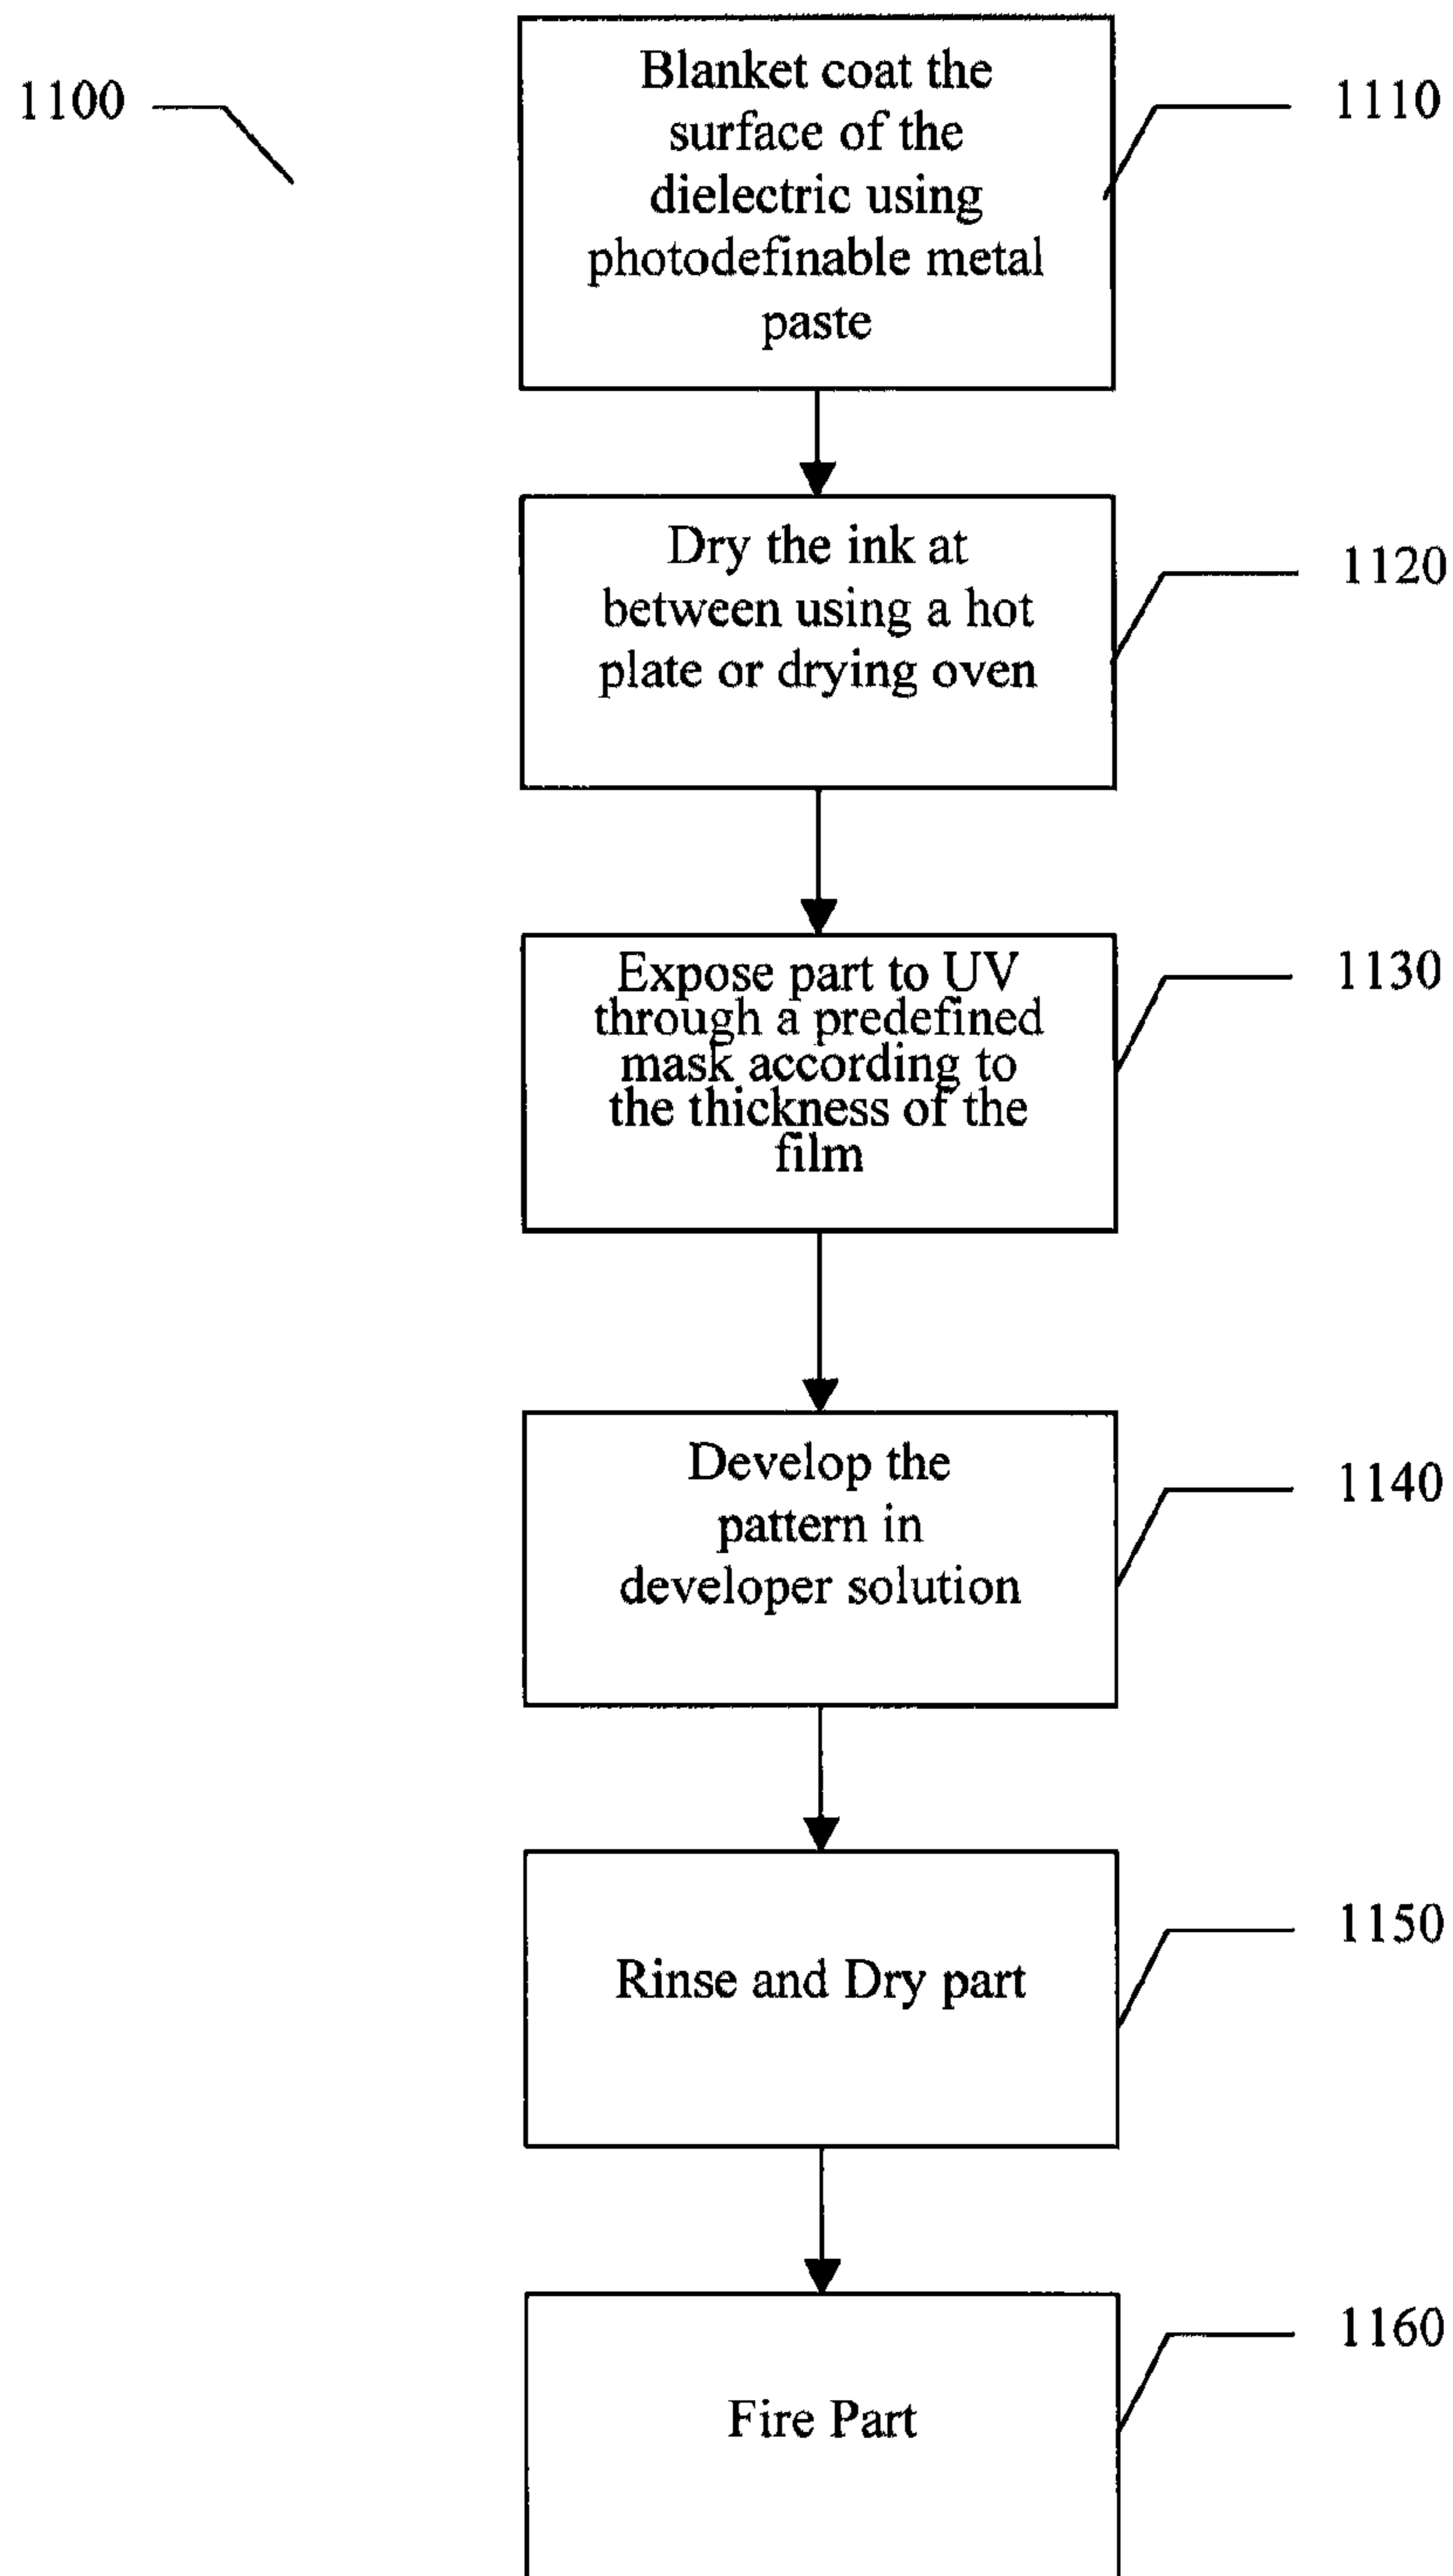 1100
Blanket coat the
surface of the
dielectric using
photodefinable metal
paste
1110
Dry the ink at
between using a hot
plate or drying oven
1120
Expose part to UV
through a predefined
mask according to
the thickness of the
film
1130
Develop the
pattern in
developer solution
1140
Rinse and Dry part
1150
Fire Part
1160